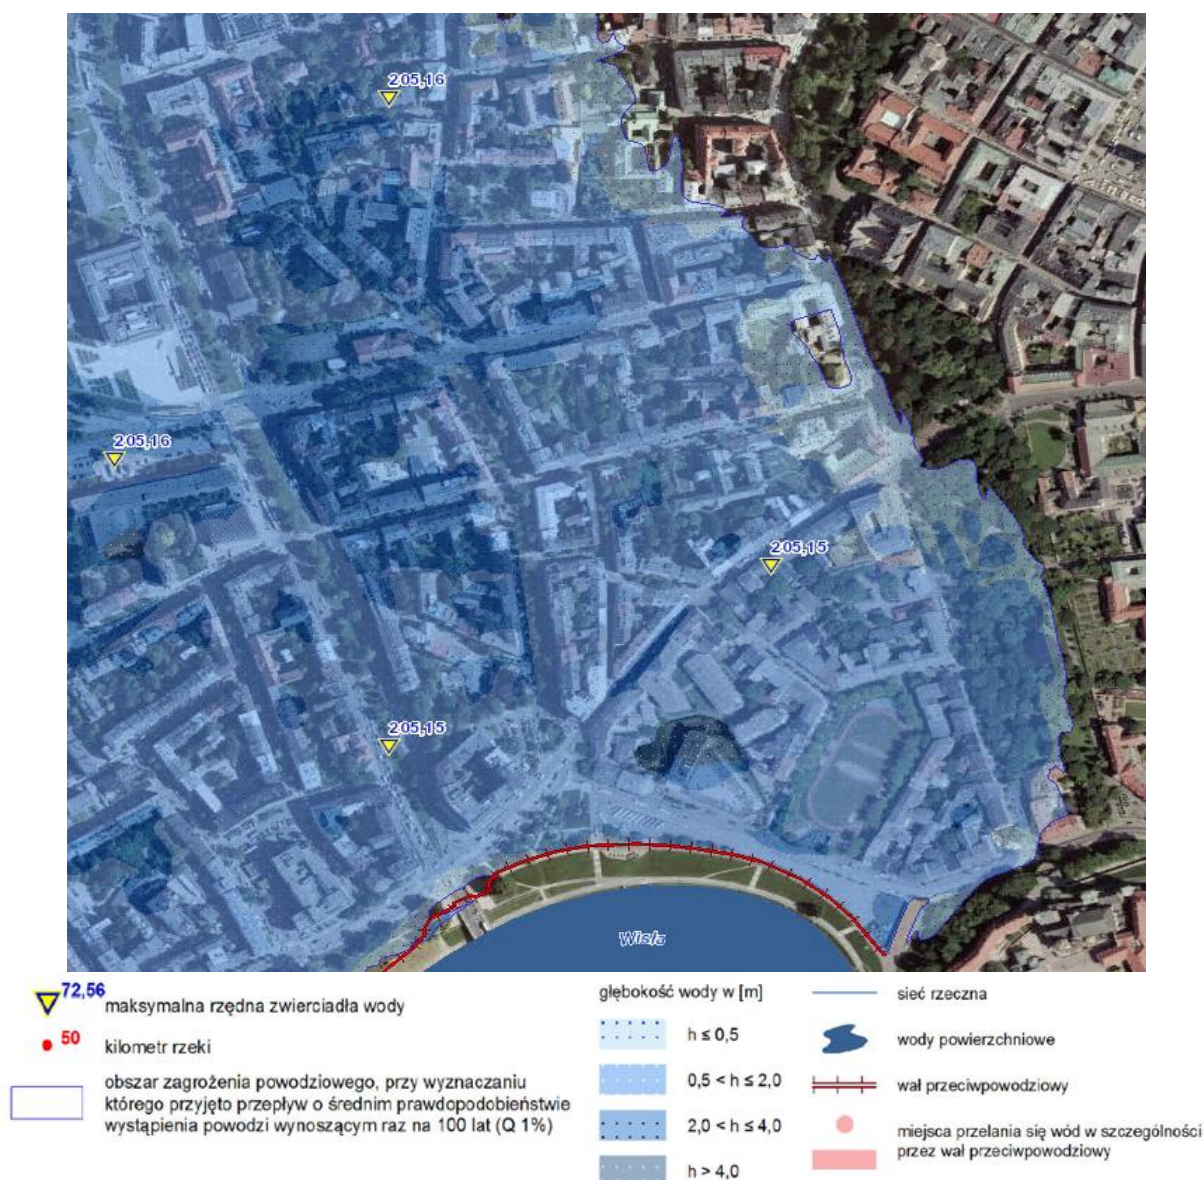 205,16
205,16
205,15
205,15
Wisła
72,56
maksymalna rzędna zwierciadła wody
50
kilometr rzeki
obszar zagrożenia powodziowego, przy wyznaczaniu
którego przyjęto przepływ o średnim prawdopodobieństwie
wystąpienia powodzi wynoszącym raz na 100 lat (Q 1%)
głębokość wody w [m]
h ≤ 0,5
0,5 < h ≤ 2,0
2,0 < h ≤ 4,0
h > 4,0
sieć rzeczna
wody powierzchniowe
wał przeciwpowodziowy
miejsca przelania się wód w szczególności
przez wał przeciwpowodziowy